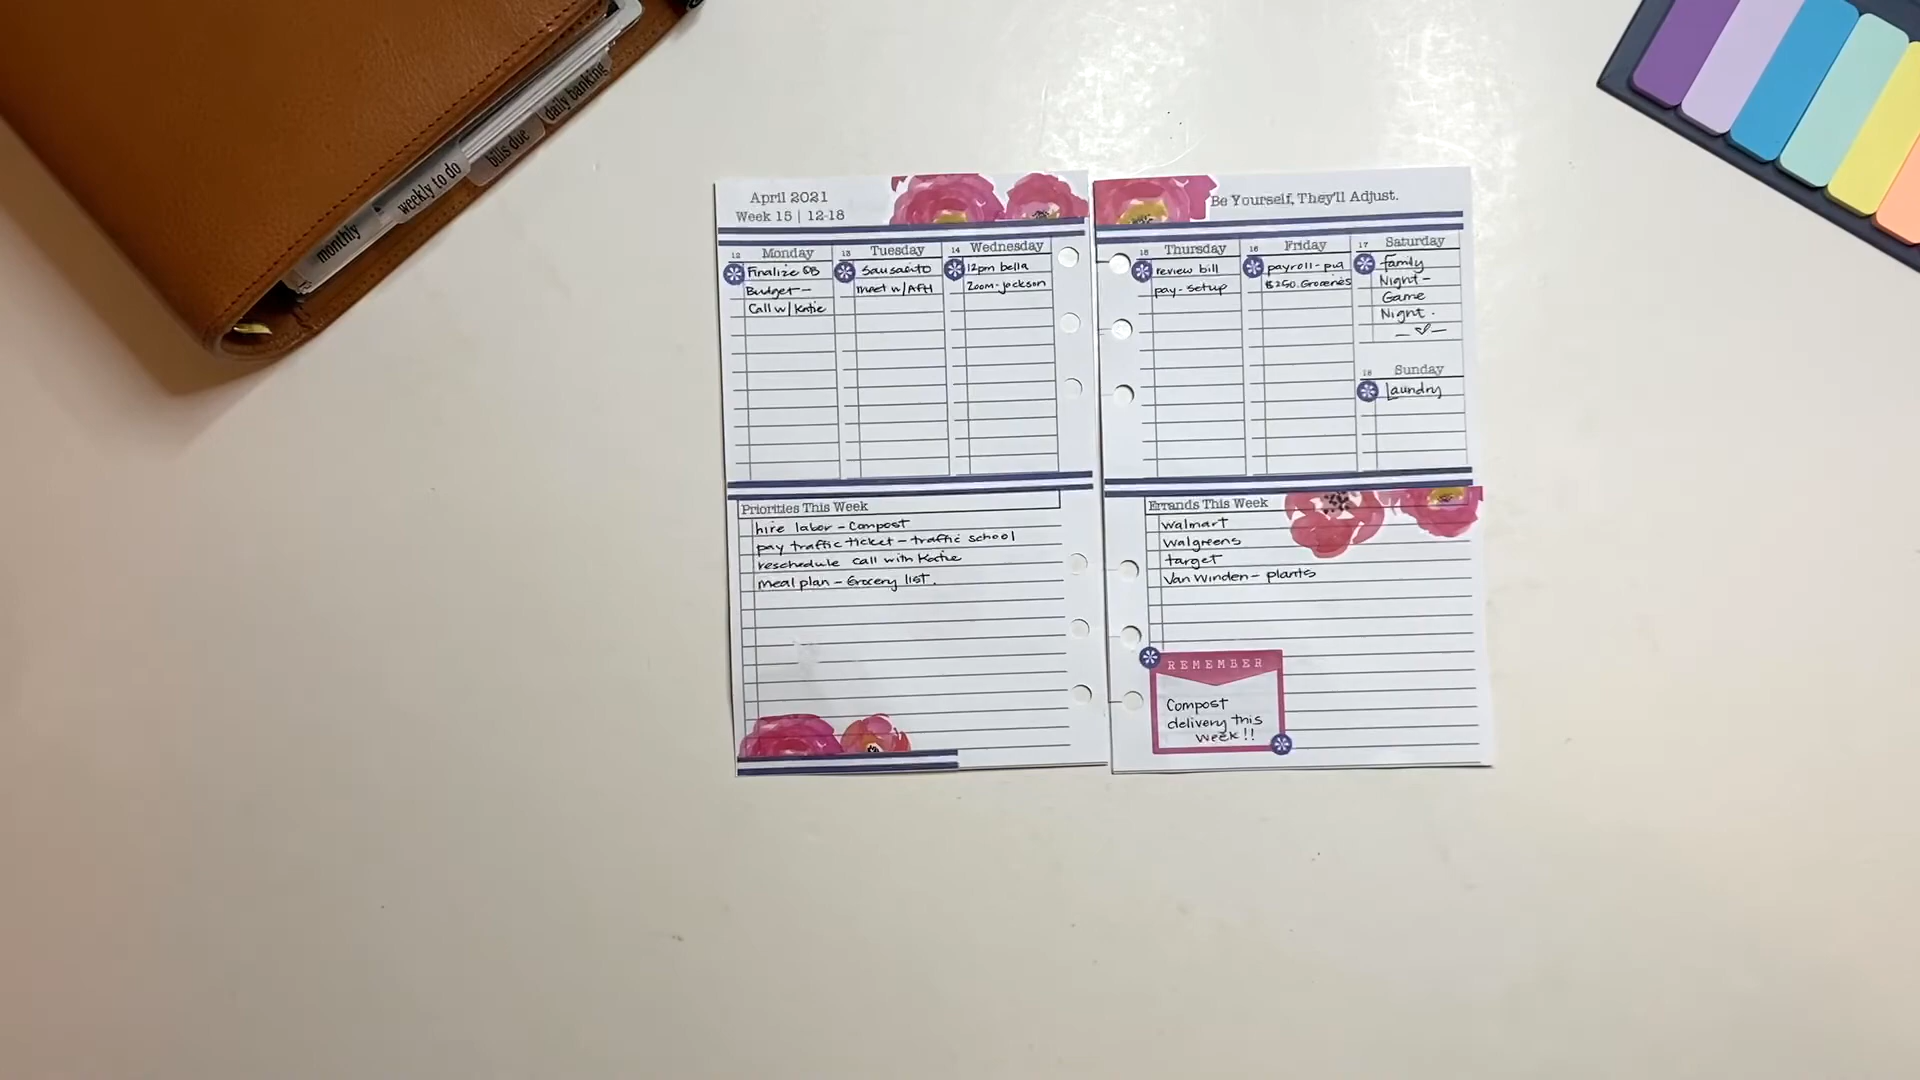 monthly
weekly to do
bills due
daily banking
April 2021
Week 15 | 12-18
12 Monday
Finalize QB
Budget-
Call w/ Katie
13 Tuesday
Sausalito
meet w/
14 Wednesday
12pm bella
Zoom-jackson
Priorities This Week
hire labor - Compost
pay traffic ticket - traffic school
reschedule call with Katie
meal plan - Grocery list.
Be Yourself, They'll Adjust.
15 Thursday
review bill
pay-setup
16 Friday
payroll-
$250. Groceries
17 Saturday
family
Night-
Game
Night.
18 Sunday
Laundry
Errands This Week
walmart
walgreens
target
Van Winden - plants
REMEMBER
Compost
delivery this
week!!